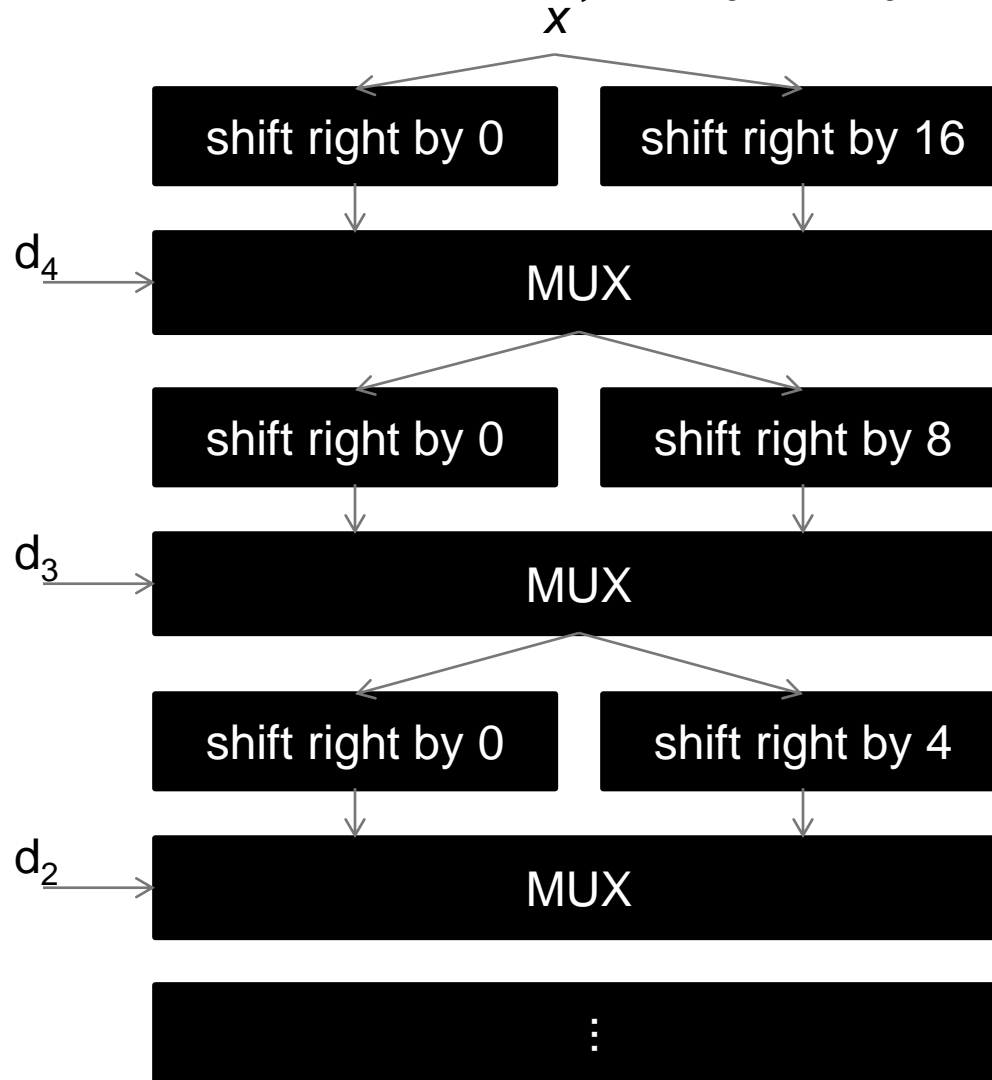 x
shift right by 0 shift right by 16
d₄
MUX
shift right by 0 shift right by 8
d₃
MUX
shift right by 0 shift right by 4
d₂
MUX
⋮